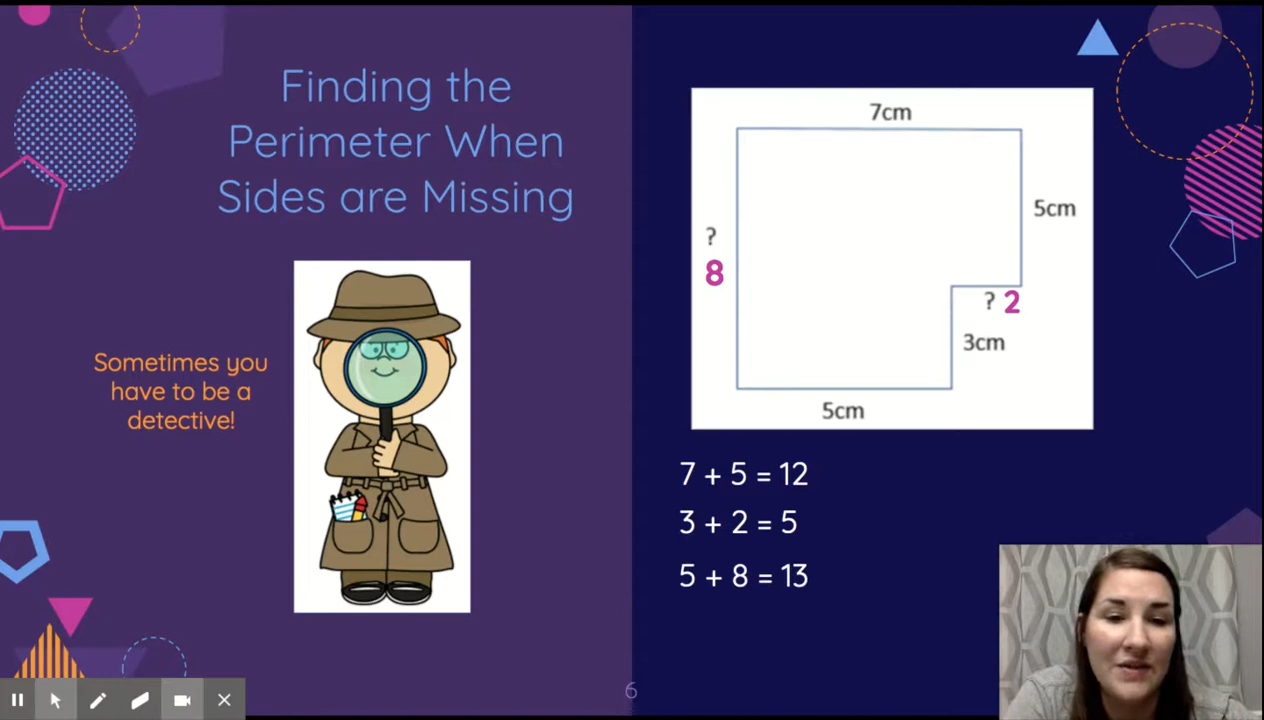 Finding the
Perimeter When
Sides are Missing
Sometimes you
have to be a
detective!
7cm
5cm
?
8
? 2
3cm
5cm
7 + 5 = 12
3 + 2 = 5
5 + 8 = 13
6